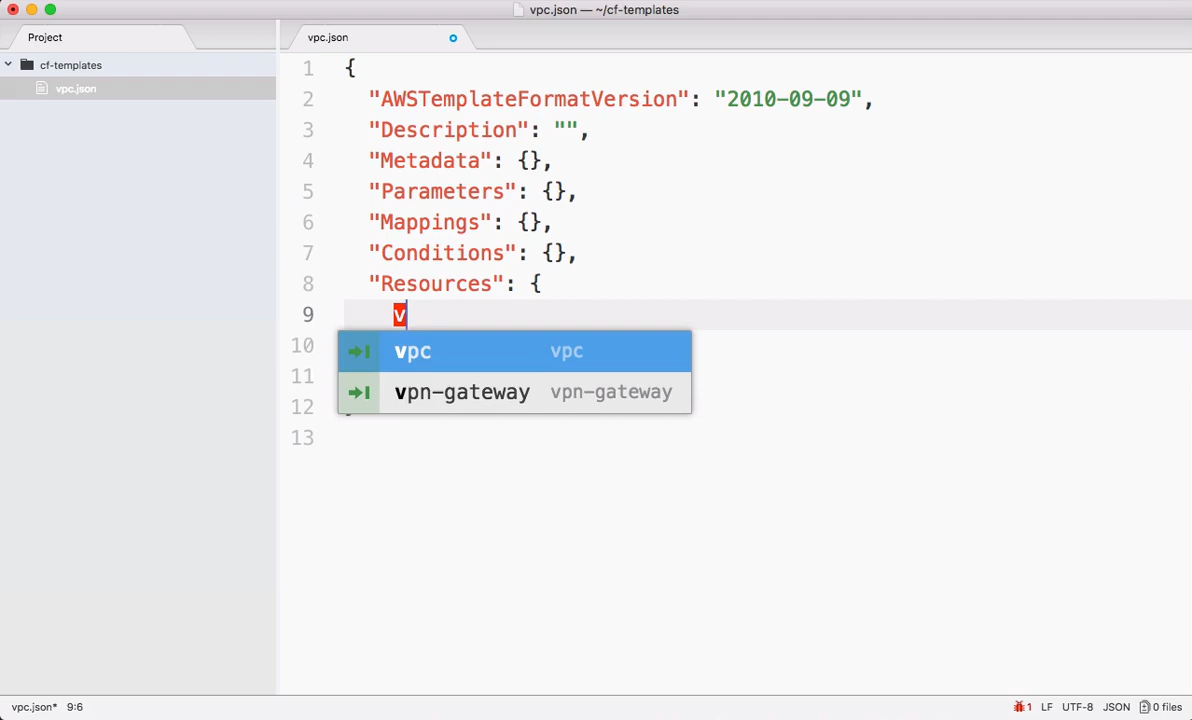 vpc.json — ~/cf-templates
Project
vpc.json
cf-templates
vpc.json
1 {
2 "AWSTemplateFormatVersion": "2010-09-09",
3 "Description": "",
4 "Metadata": {},
5 "Parameters": {},
6 "Mappings": {},
7 "Conditions": {},
8 "Resources": {
9 v
10 vpc vpc
11 vpn-gateway vpn-gateway
12
13
vpc.json* 9:6 1 LF UTF-8 JSON 0 files